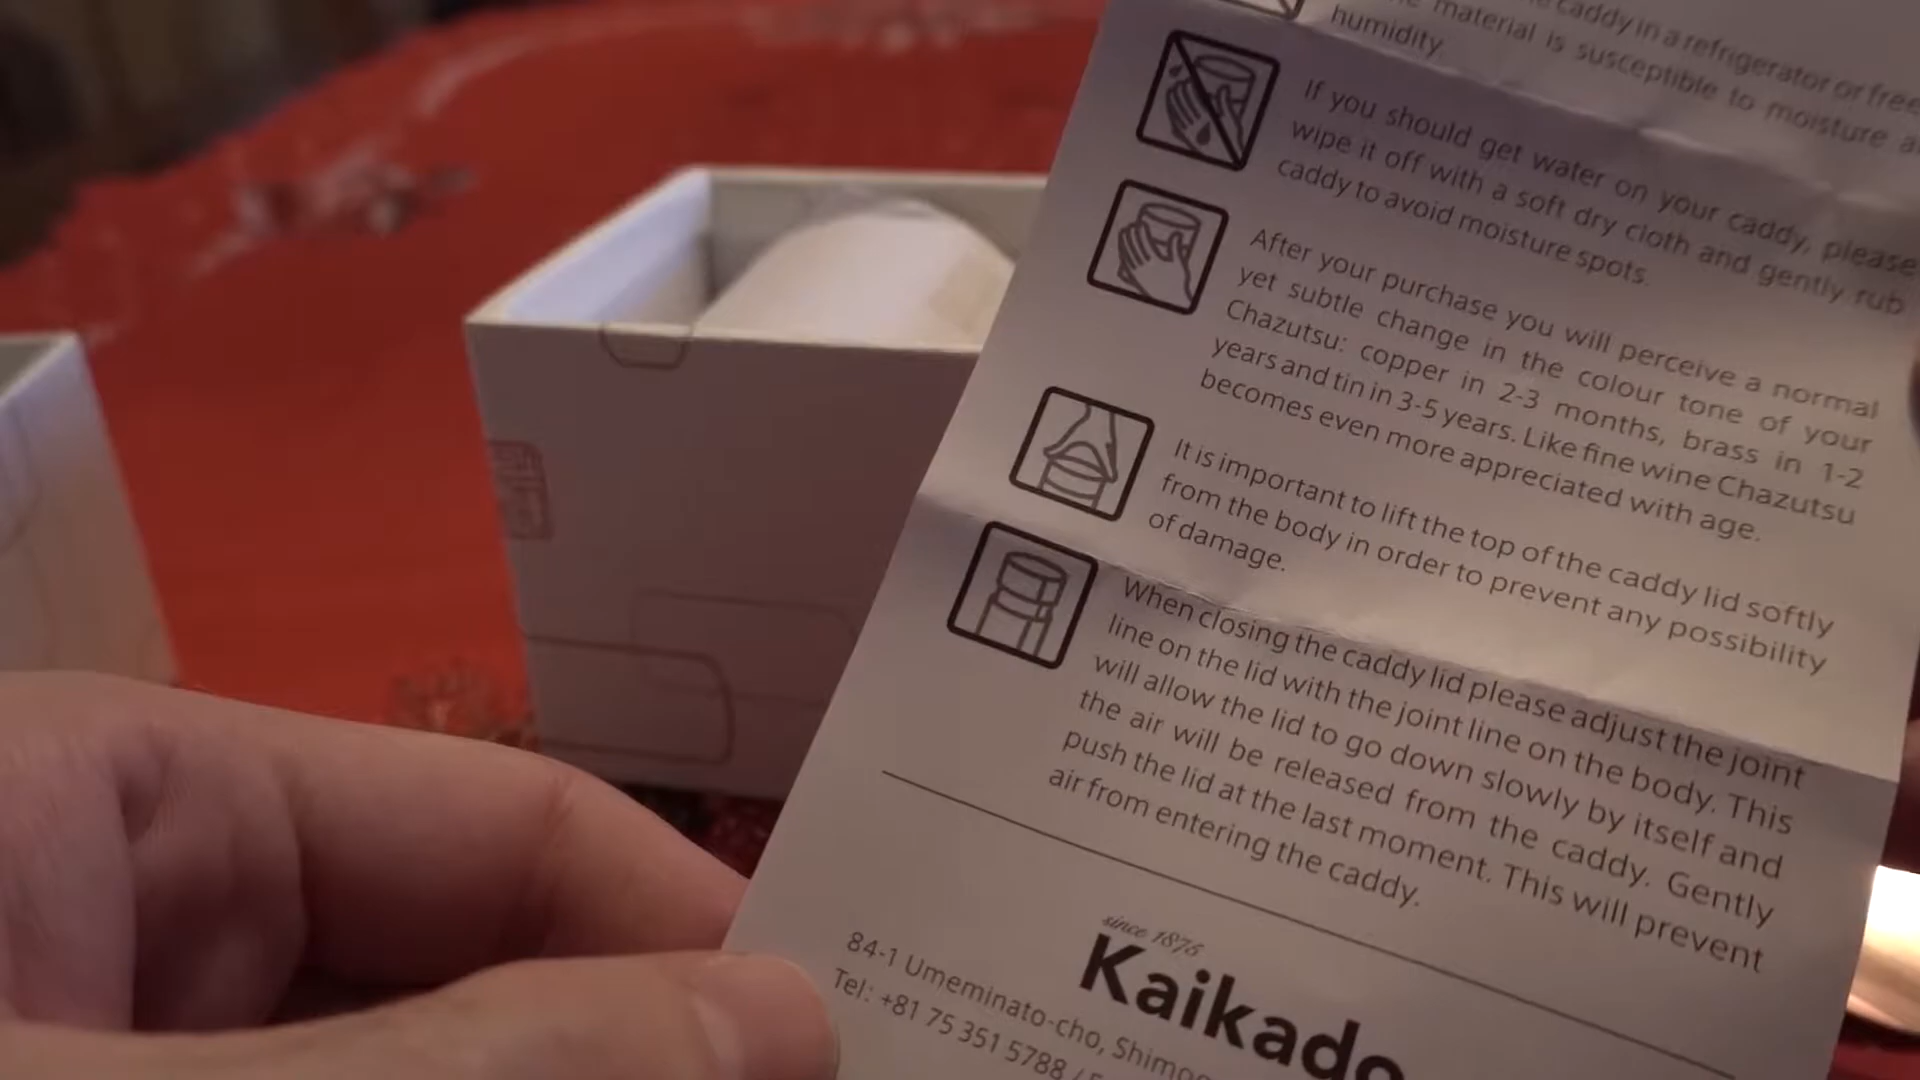 caddy in a refrigerator or
material is susceptible to moisture
humidity.
If you should get water on your caddy, please
wipe it off with a soft dry cloth and gently rub
caddy to avoid moisture spots.
After your purchase you will perceive a normal
yet subtle change in the colour tone of your
Chazutsu: copper in 2-3 months, brass in 1-2
years and tin in 3-5 years. Like fine wine Chazutsu
becomes even more appreciated with age.
It is important to lift the top of the caddy lid softly
from the body in order to prevent any possibility
of damage.
When closing the caddy lid please adjust the joint
line on the lid with the joint line on the body. This
will allow the lid to go down slowly by itself and
the air will be released from the caddy. Gently
push the lid at the last moment. This will prevent
air from entering the caddy.
since 1875
Kaikado
84-1 Umeminato-cho,
Tel: +81 75 351 5788 /